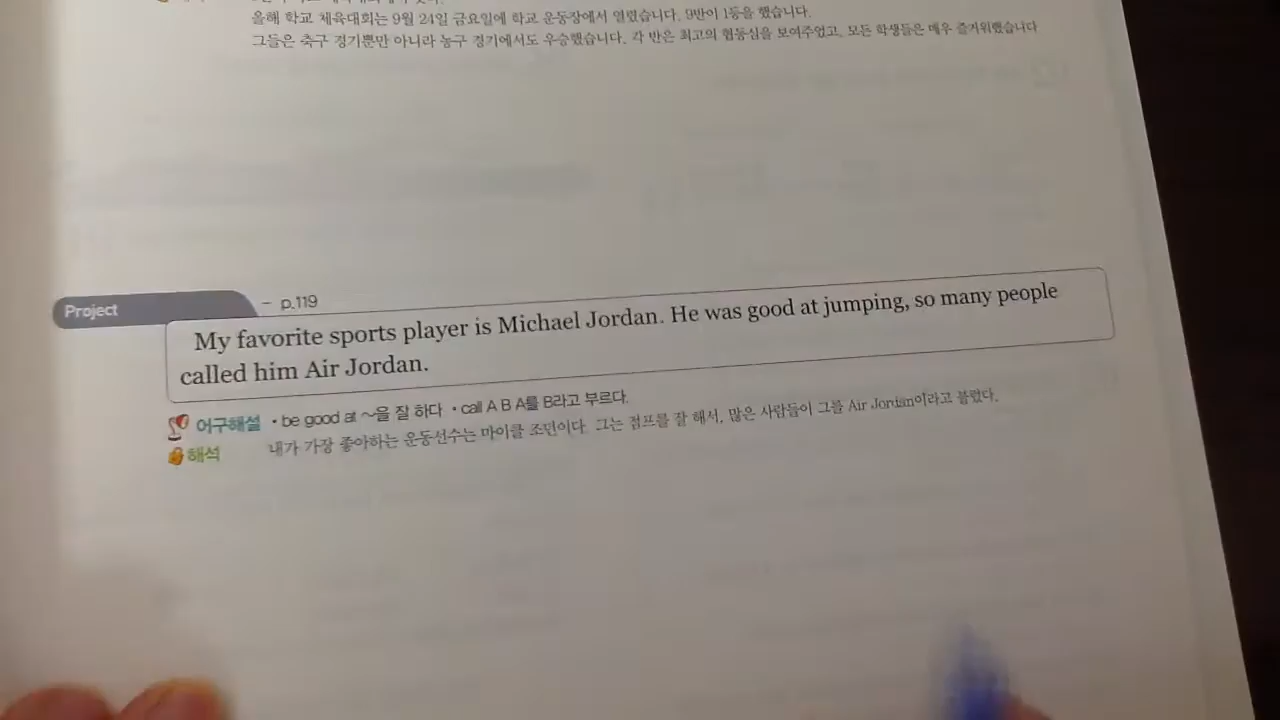 올해 학교 체육대회는 9월 24일 금요일에 학교 운동장에서 열렸습니다. 9반이 1등을 했습니다.
그들은 축구 경기뿐만 아니라 농구 경기에서도 우승했습니다. 각 반은 최고의 협동심을 보여주었고, 모든 학생들은 매우 즐거워했습니다
Project – p.119
My favorite sports player is Michael Jordan. He was good at jumping, so many people
called him Air Jordan.
어구해설 • be good at ~을 잘 하다 • call A B A를 B라고 부르다.
해석 내가 가장 좋아하는 운동선수는 마이클 조던이다. 그는 점프를 잘 해서, 많은 사람들이 그를 Air Jordan이라고 불렀다.